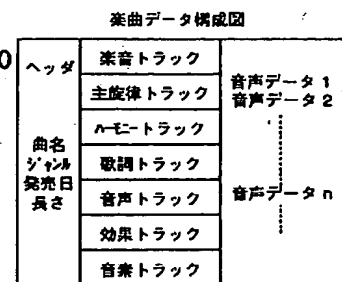 楽曲データ構成図
0
ヘッダ
曲名
ジャンル
発売日
長さ
楽音トラック
主旋律トラック
ハーモニートラック
歌詞トラック
音声トラック
効果トラック
音素トラック
音声データ1
音声データ2
音声データn